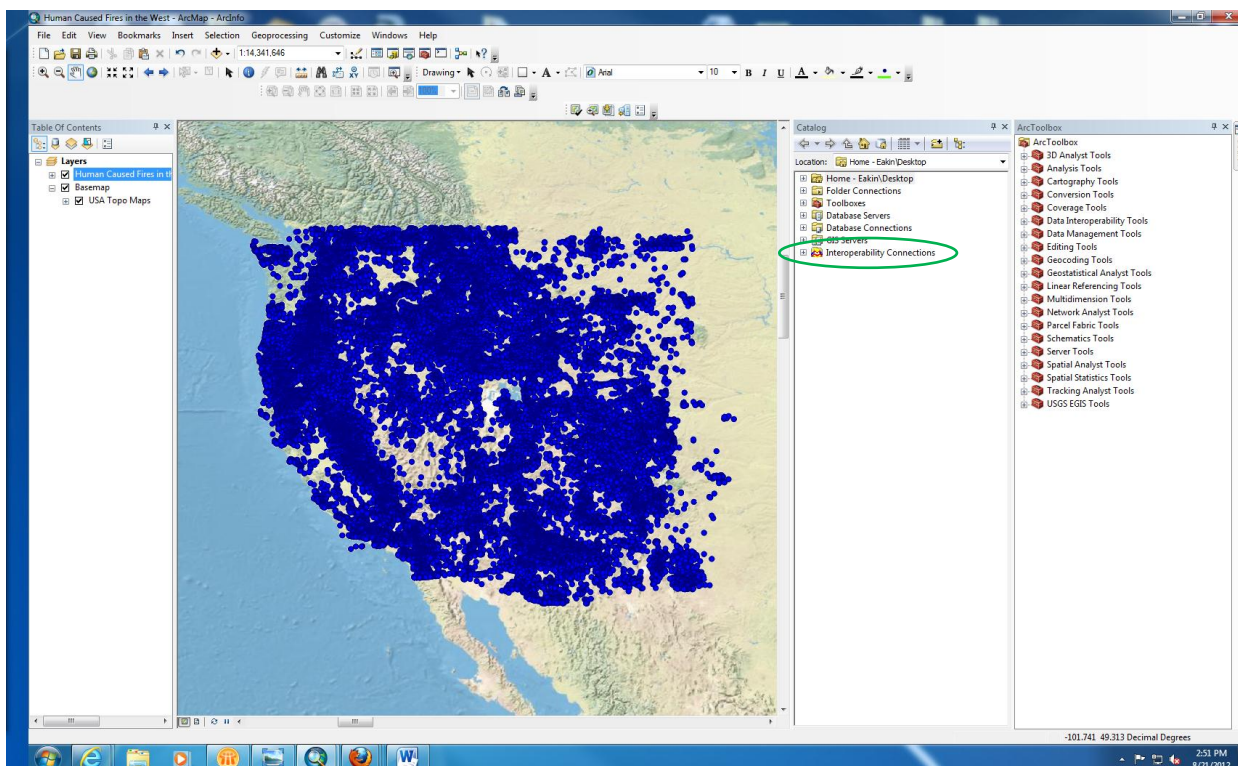 Human Caused Fires in the West - ArcMap - ArcInfo
File Edit View Bookmarks Insert Selection Geoprocessing Customize Windows Help
1:14,341,646
Drawing Arial 10 B I U A
100%
Table Of Contents
Layers
Human Caused Fires in th
Basemap
USA Topo Maps
Catalog
Location: Home - Eakin\Desktop
Home - Eakin\Desktop
Folder Connections
Toolboxes
Database Servers
Database Connections
GIS Servers
Interoperability Connections
ArcToolbox
ArcToolbox
3D Analyst Tools
Analysis Tools
Cartography Tools
Conversion Tools
Coverage Tools
Data Interoperability Tools
Data Management Tools
Editing Tools
Geocoding Tools
Geostatistical Analyst Tools
Linear Referencing Tools
Multidimension Tools
Network Analyst Tools
Parcel Fabric Tools
Schematics Tools
Server Tools
Spatial Analyst Tools
Spatial Statistics Tools
Tracking Analyst Tools
USGS EGIS Tools
-101.741 49.313 Decimal Degrees
2:51 PM
8/21/2012